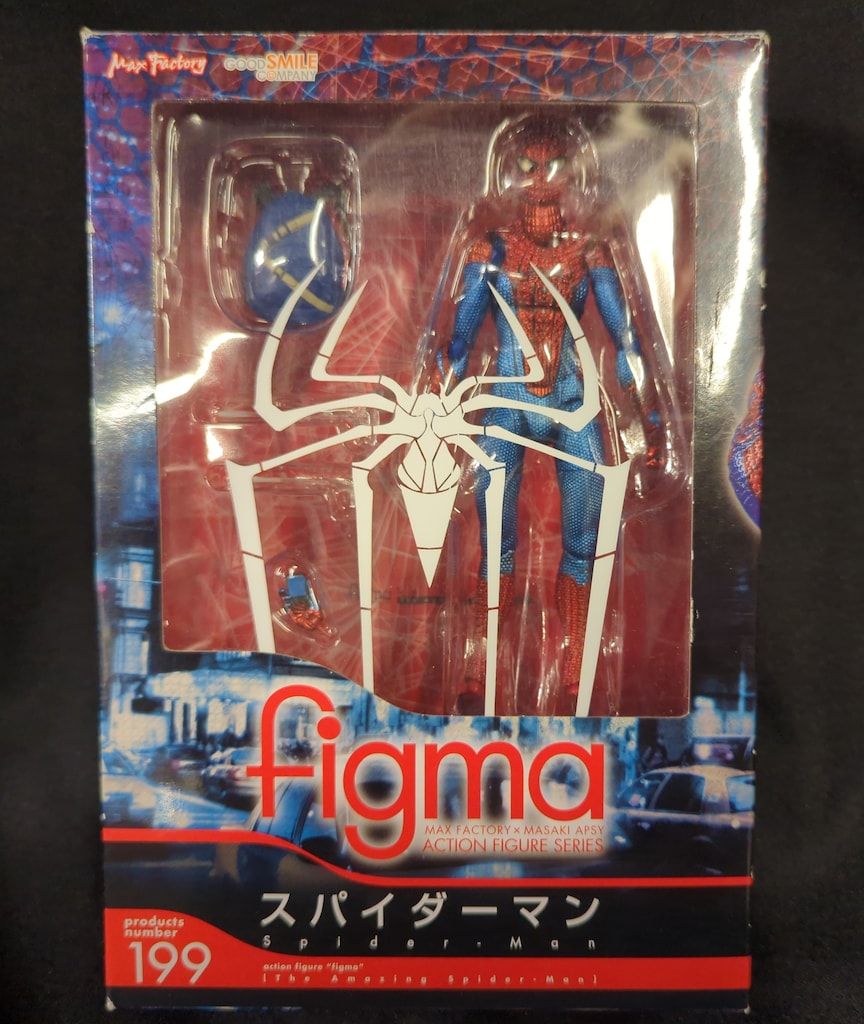 Max Factory
GOOD SMILE
COMPANY
figma
MAX FACTORY × MASAKI APSY
ACTION FIGURE SERIES
スパイダーマン
Spider-Man
products
number
199
action figure "figma"
[The Amazing Spider-Man]